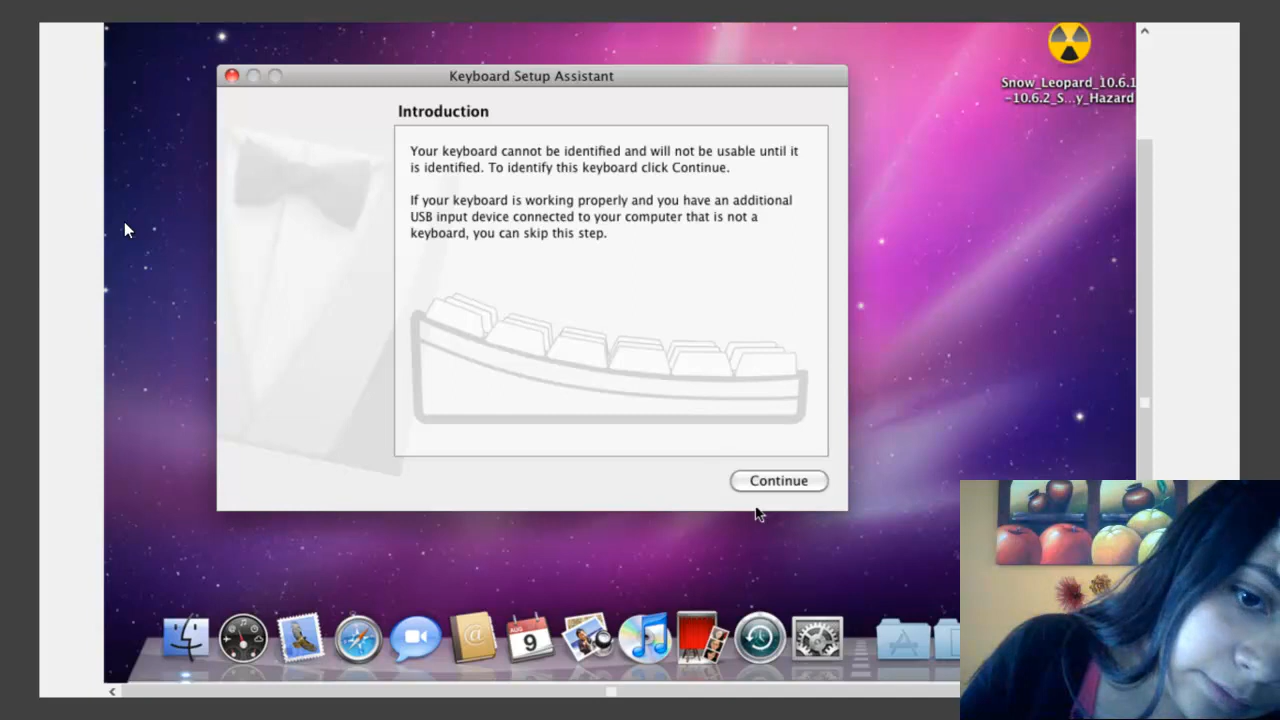 Keyboard Setup Assistant
Snow_Leopard_10.6.1
-10.6.2_S...y_Hazard
Introduction
Your keyboard cannot be identified and will not be usable until it
is identified. To identify this keyboard click Continue.
If your keyboard is working properly and you have an additional
USB input device connected to your computer that is not a
keyboard, you can skip this step.
Continue
AUG
9